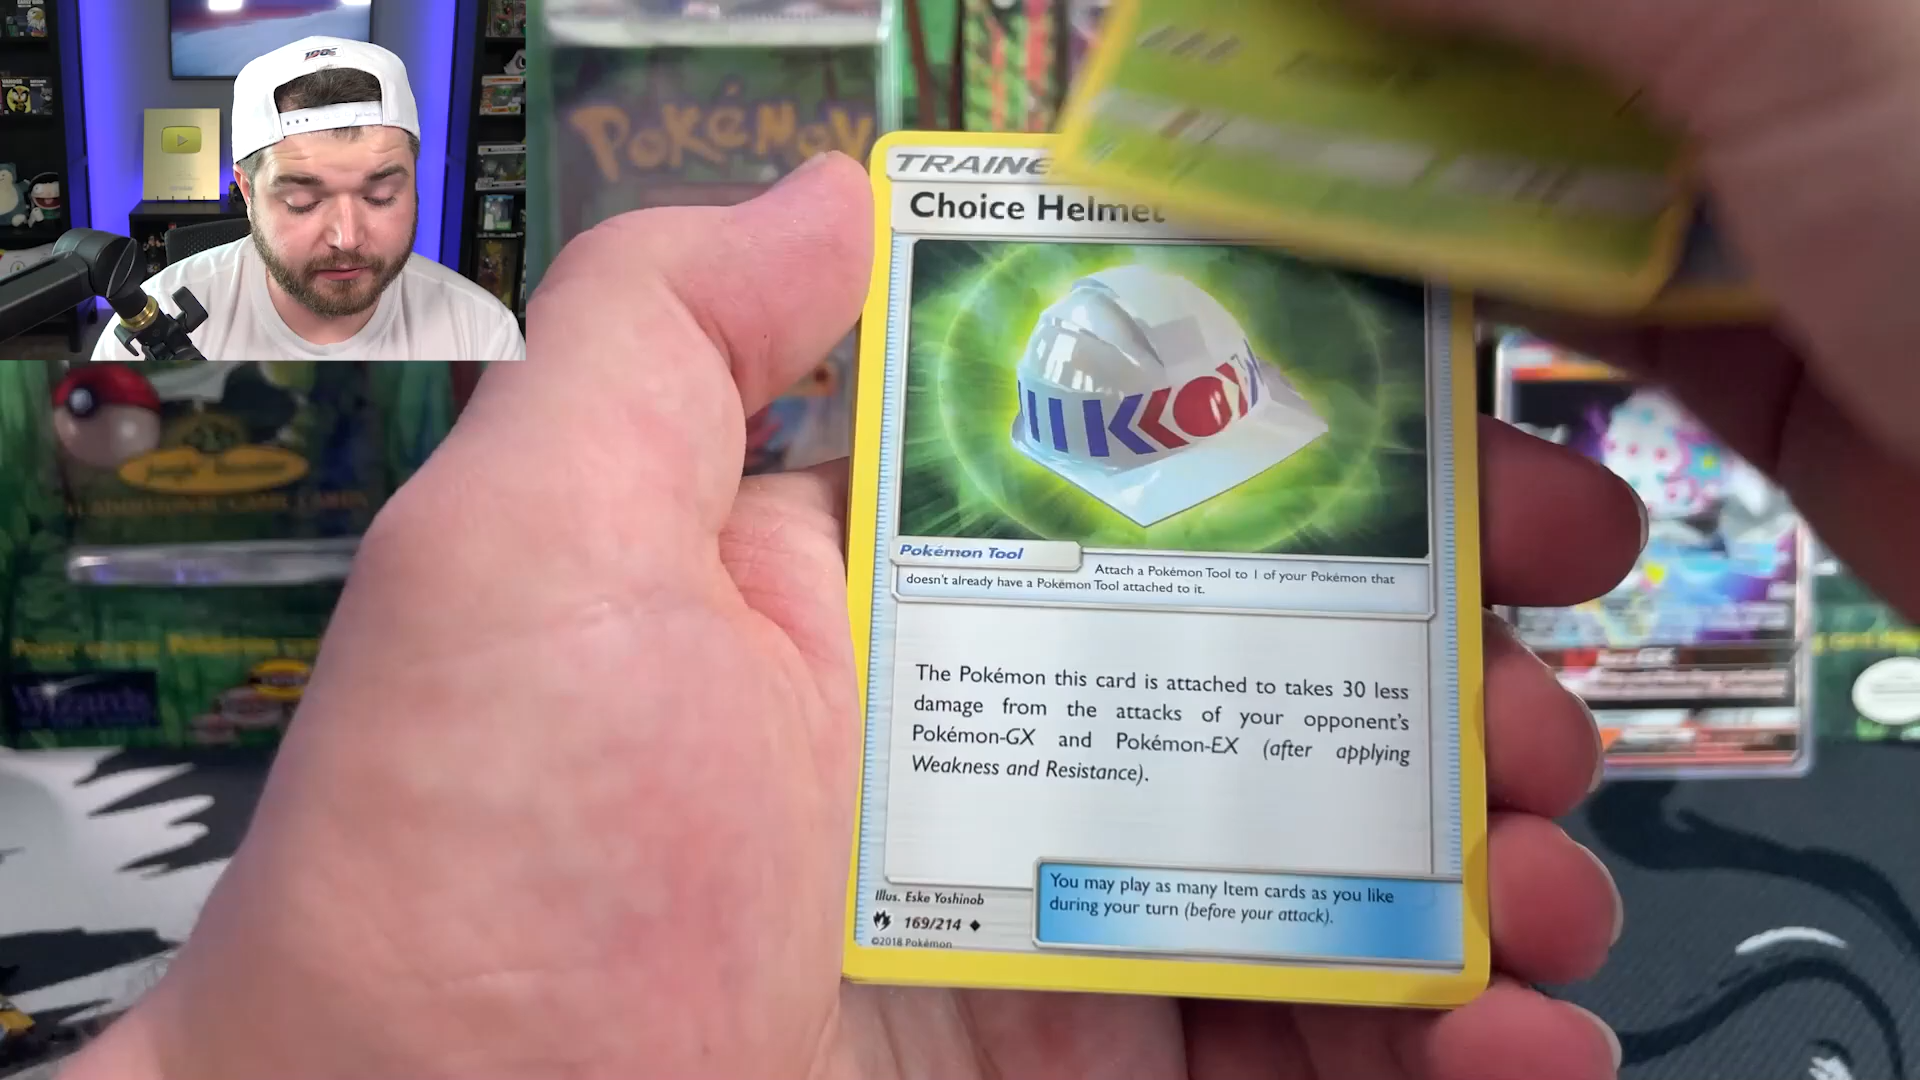 Pokémon
TRAINE
Choice Helmet
Pokémon Tool
Attach a Pokémon Tool to 1 of your Pokémon that
doesn't already have a Pokémon Tool attached to it.
The Pokémon this card is attached to takes 30 less
damage from the attacks of your opponent's
Pokémon-GX and Pokémon-EX (after applying
Weakness and Resistance).
You may play as many Item cards as you like
during your turn (before your attack).
Illus. Eske Yoshinob
169/214
©2018 Pokémon
Wizards